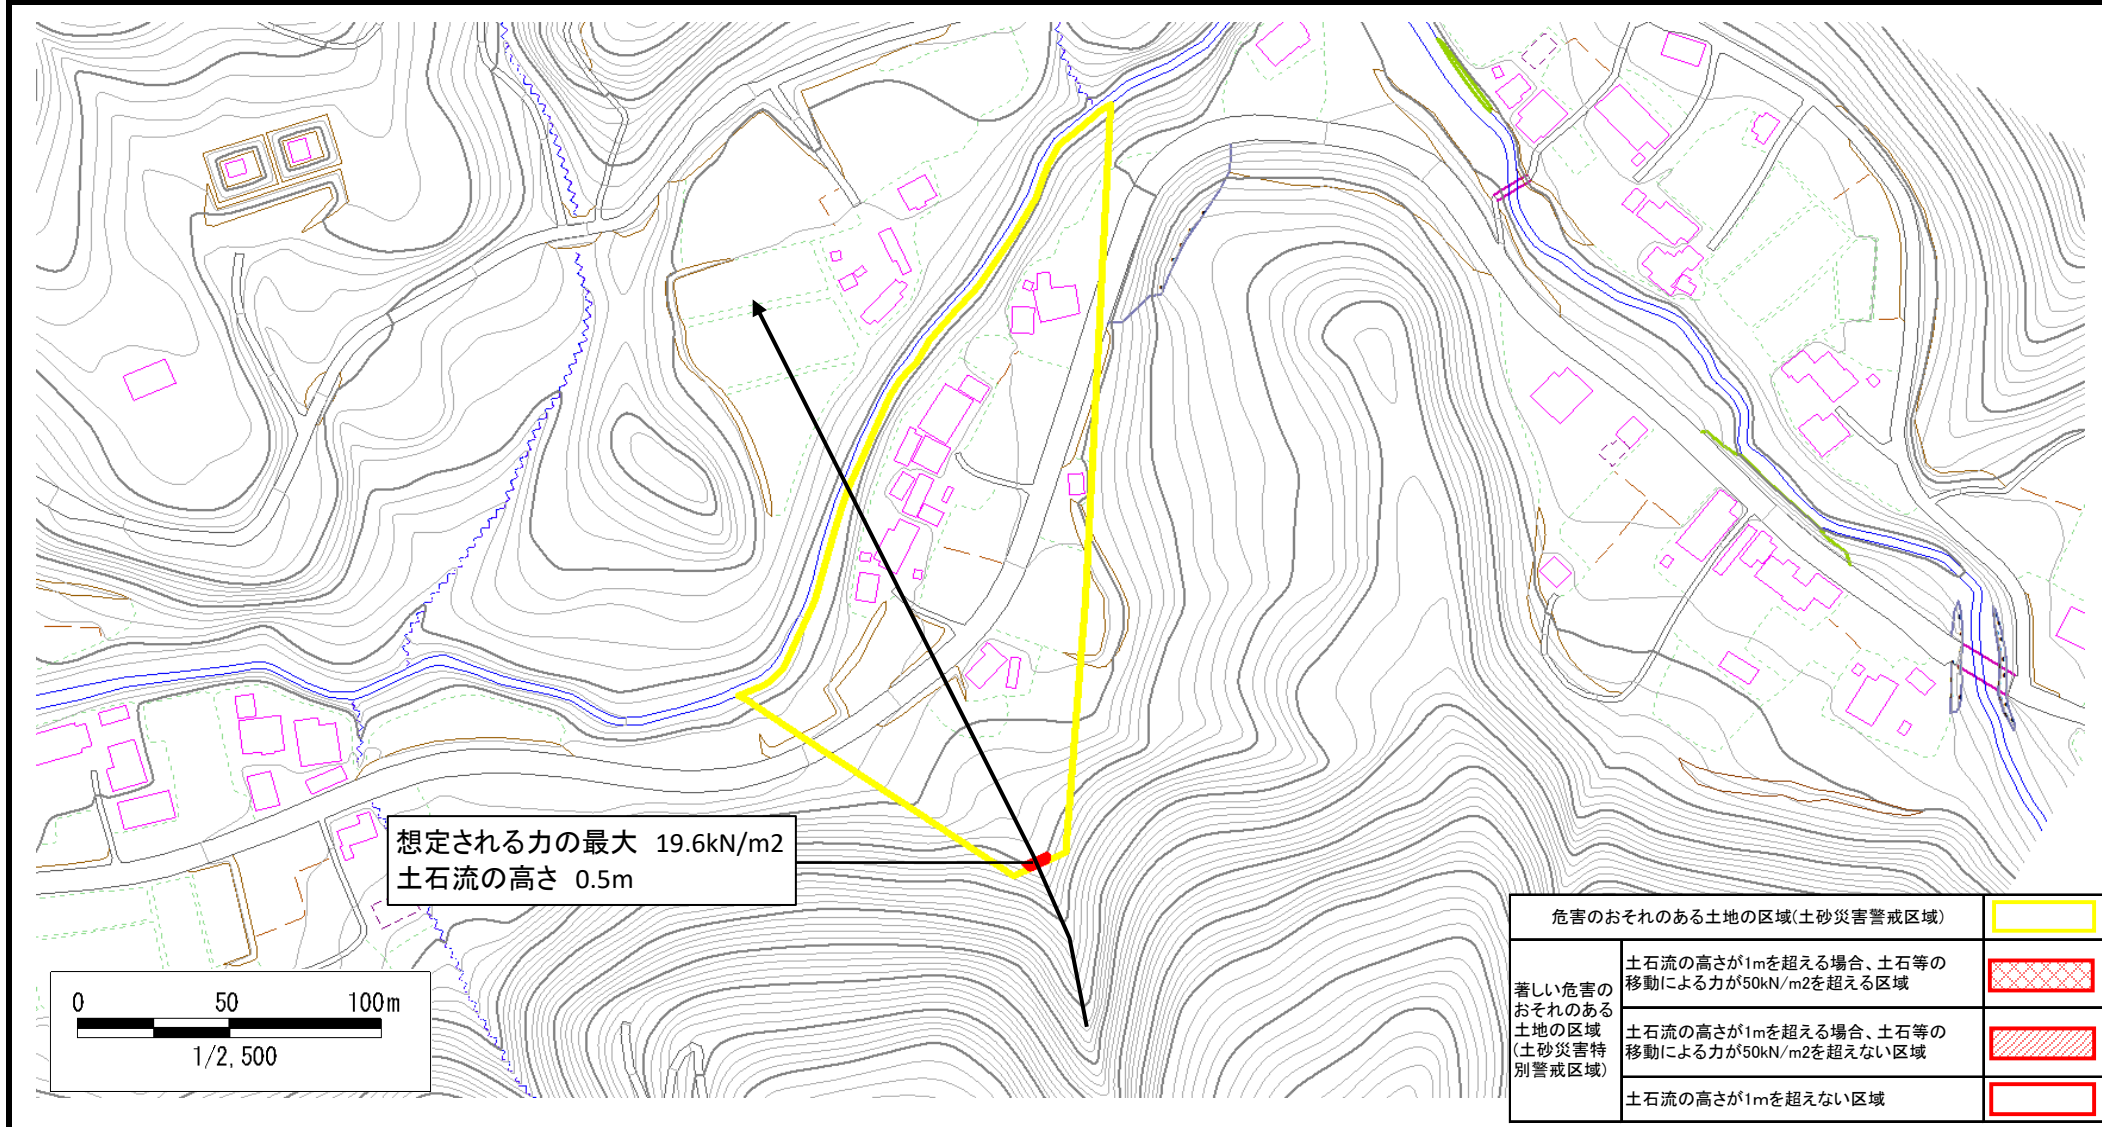 想定される力の最大 19.6kN/m2
土石流の高さ 0.5m
0 50 100m
1/2,500
危害のおそれのある土地の区域(土砂災害警戒区域)
著しい危害の
おそれのある
土地の区域
(土砂災害特
別警戒区域)
土石流の高さが1mを超える場合、土石等の
移動による力が50kN/m2を超える区域
土石流の高さが1mを超える場合、土石等の
移動による力が50kN/m2を超えない区域
土石流の高さが1mを超えない区域